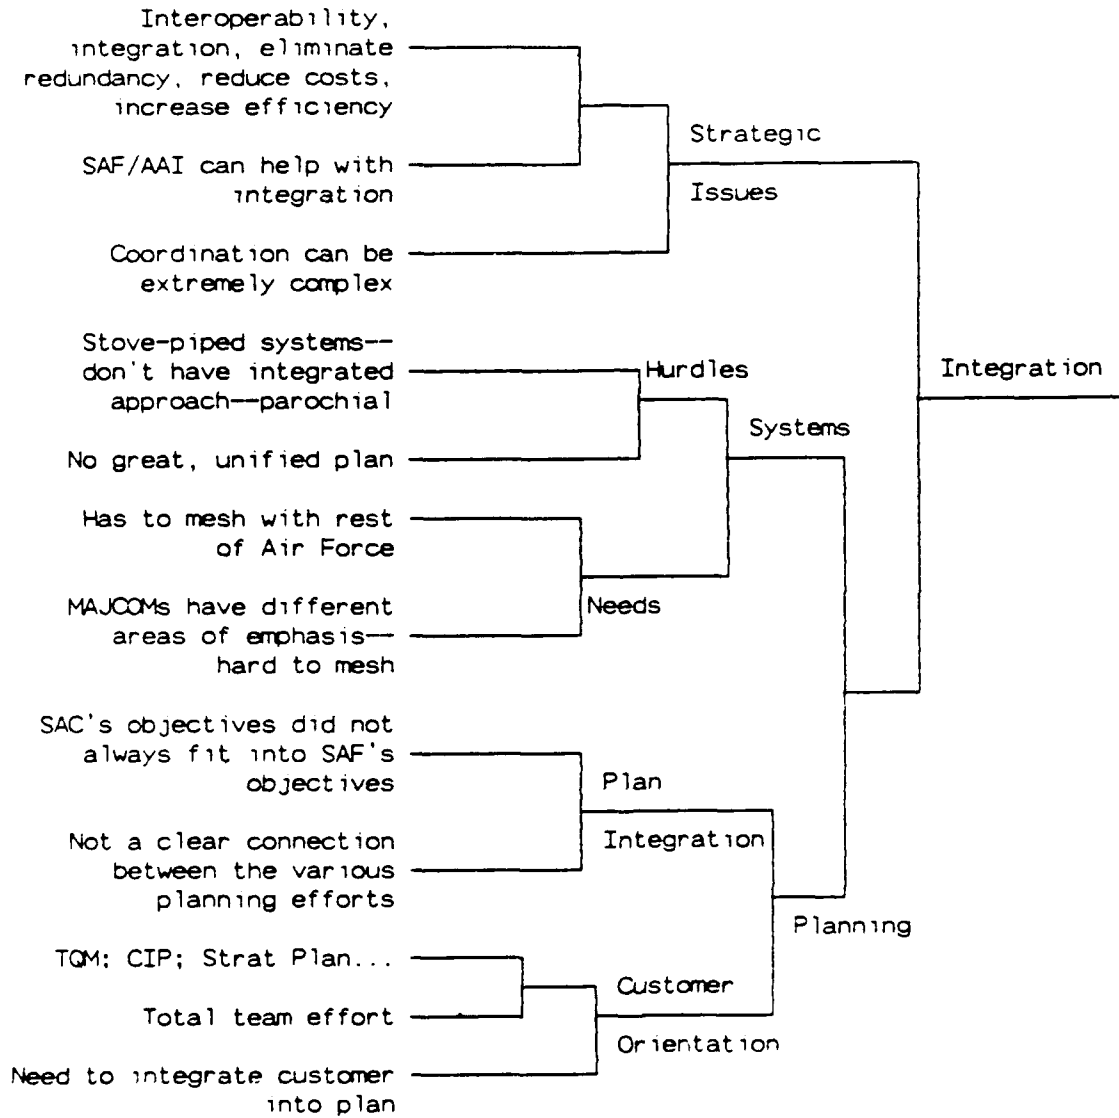 Interoperability,
integration, eliminate
redundancy, reduce costs,
increase efficiency
Strategic
SAF/AAI can help with
integration
Issues
Coordination can be
extremely complex
Stove-piped systems--
don't have integrated
approach--parochial
Hurdles
Integration
Systems
No great, unified plan
Has to mesh with rest
of Air Force
MAJCOMs have different
areas of emphasis--
hard to mesh
Needs
SAC's objectives did not
always fit into SAF's
objectives
Plan
Integration
Not a clear connection
between the various
planning efforts
Planning
TQM; CIP; Strat Plan...
Customer
Total team effort
Orientation
Need to integrate customer
into plan